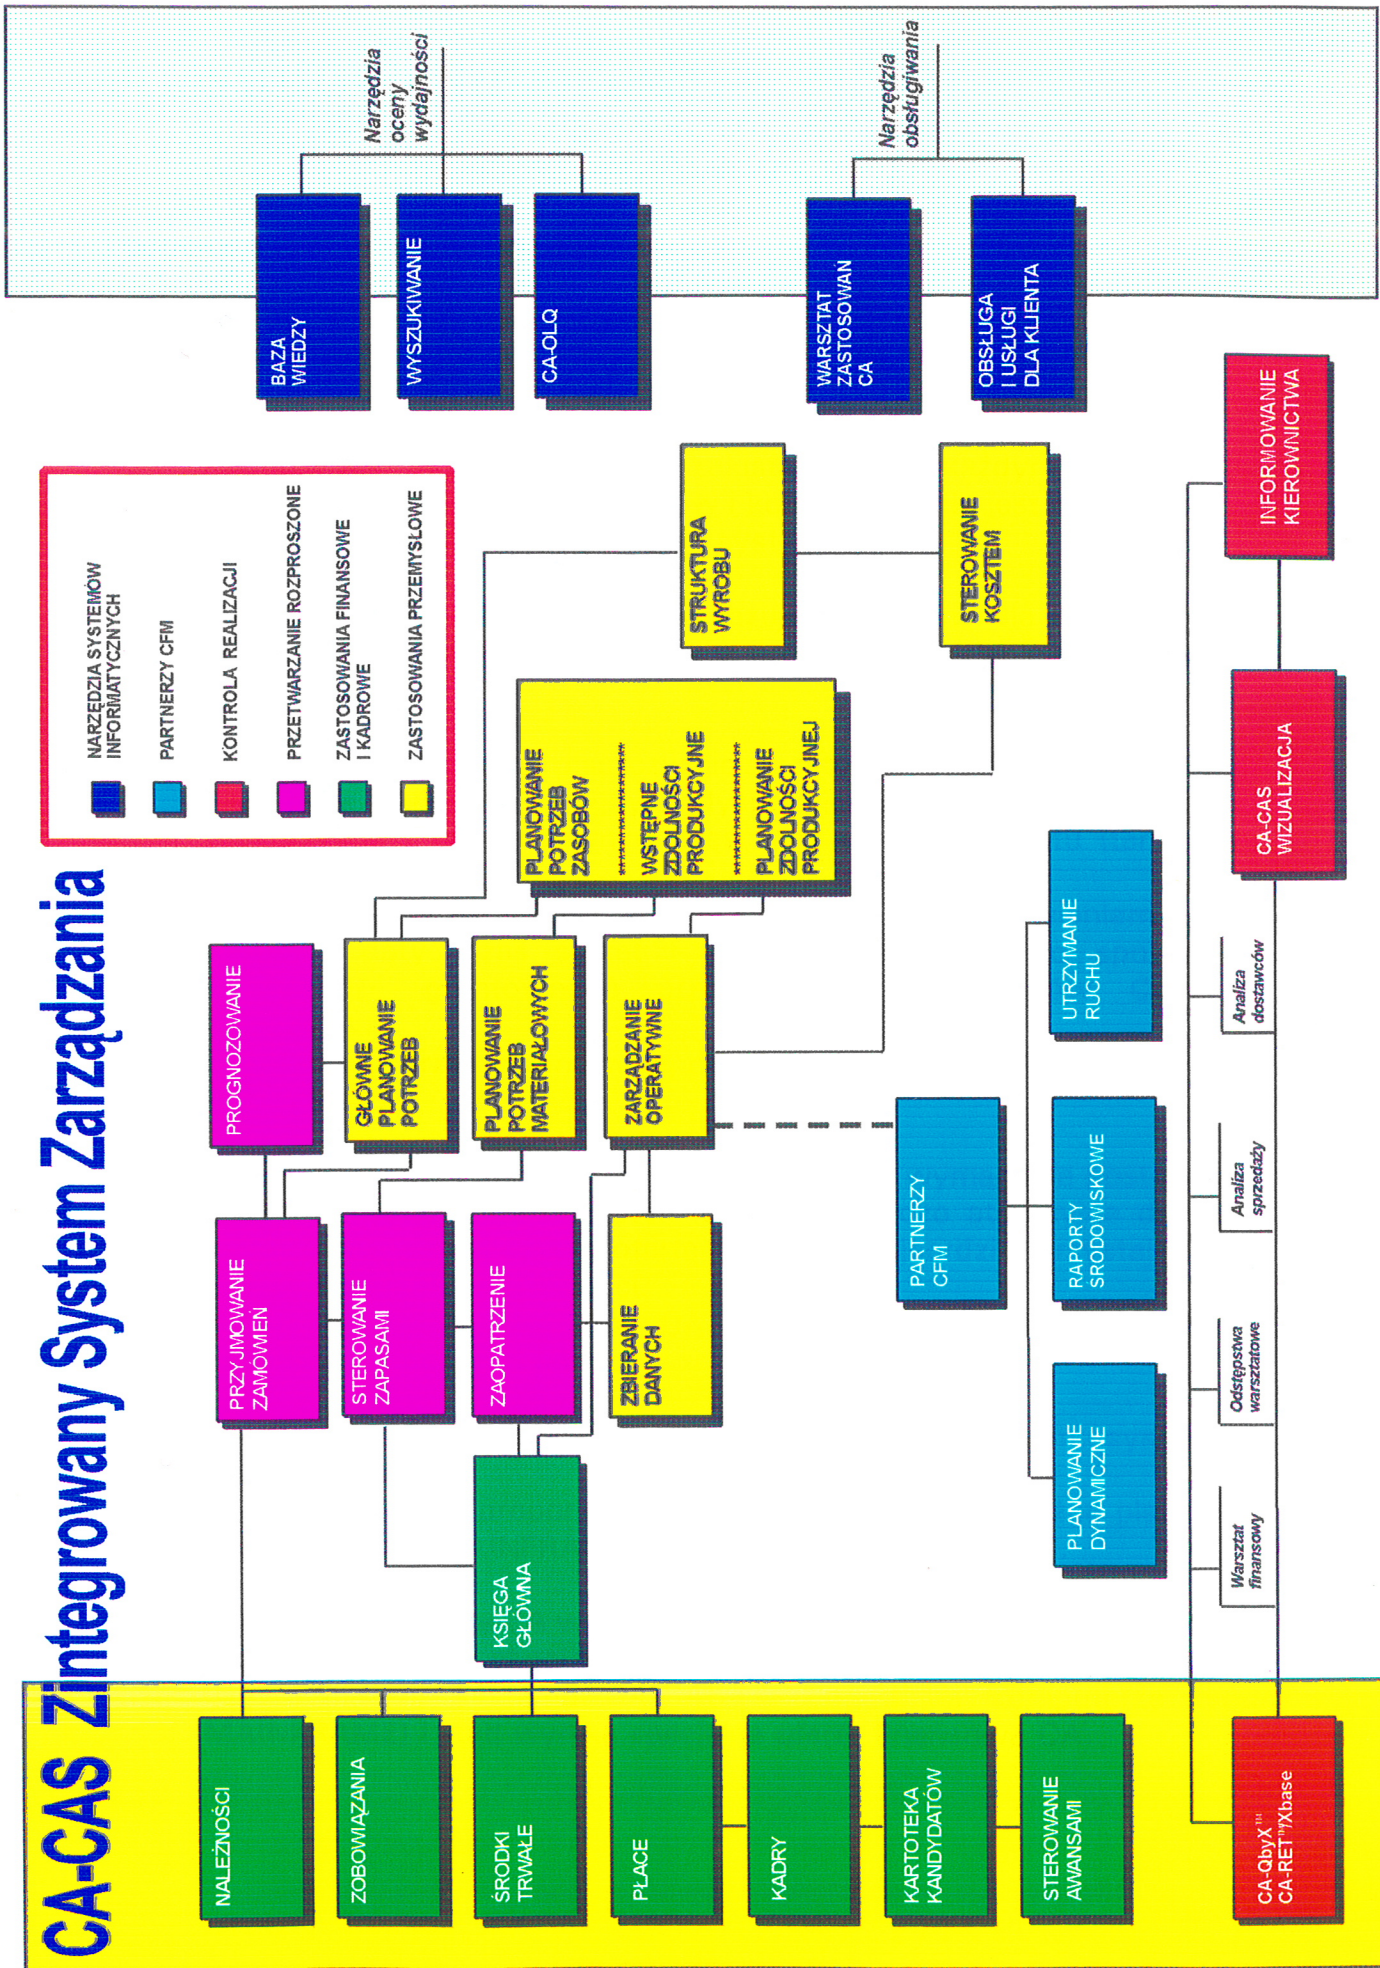 CA-CAS Zintegrowany System Zarządzania
NARZĘDZIA SYSTEMÓW
INFORMATYCZNYCH
PARTNERZY CFM
KONTROLA REALIZACJI
PRZETWARZANIE ROZPROSZONE
ZASTOSOWANIA FINANSOWE
I KADROWE
ZASTOSOWANIA PRZEMYSŁOWE
NALEŻNOŚCI
ZOBOWIĄZANIA
ŚRODKI
TRWAŁE
PŁACE
KADRY
KARTOTEKA
KANDYDATÓW
STEROWANIE
AWANSAMI
CA-QbyX™
CA-RET™/Xbase
KSIĘGA
GŁÓWNA
PRZYJMOWANIE
ZAMÓWIEŃ
STEROWANIE
ZAPASAMI
ZAOPATRZENIE
ZBIERANIE
DANYCH
PROGNOZOWANIE
GŁÓWNE
PLANOWANIE
POTRZEB
PLANOWANIE
POTRZEB
MATERIAŁOWYCH
ZARZĄDZANIE
OPERATYWNE
PLANOWANIE
POTRZEB
ZASOBÓW
********************
WSTĘPNE
ZDOLNOŚCI
PRODUKCYJNE
********************
PLANOWANIE
ZDOLNOŚCI
PRODUKCYJNEJ
STRUKTURA
WYROBU
STEROWANIE
KOSZTEM
BAZA
WIEDZY
WYSZUKIWANIE
CA-OLQ
Narzędzia
oceny
wydajności
WARSZTAT
ZASTOSOWAŃ
CA
OBSŁUGA
I USŁUGI
DLA KLIENTA
Narzędzia
obsługiwania
PARTNERZY
CFM
PLANOWANIE
DYNAMICZNE
RAPORTY
ŚRODOWISKOWE
UTRZYMANIE
RUCHU
Warsztat
finansowy
Odstępstwa
warsztatowe
Analiza
sprzedaży
Analiza
dostawców
CA-CAS
WIZUALIZACJA
INFORMOWANIE
KIEROWNICTWA